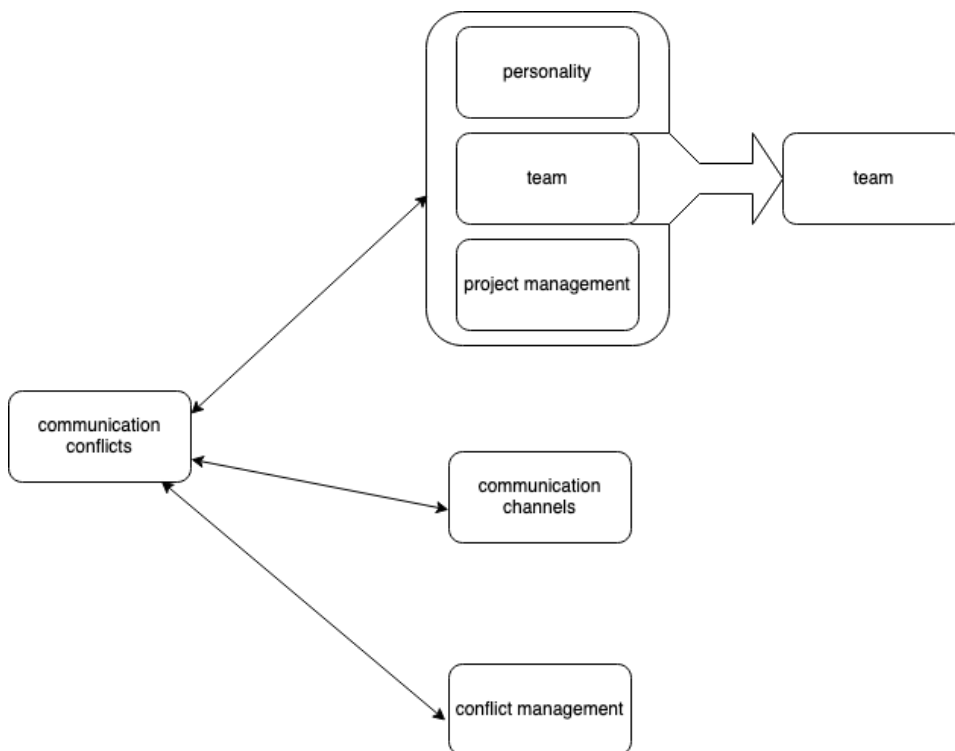 personality
team
team
project management
communication
conflicts
communication
channels
conflict management